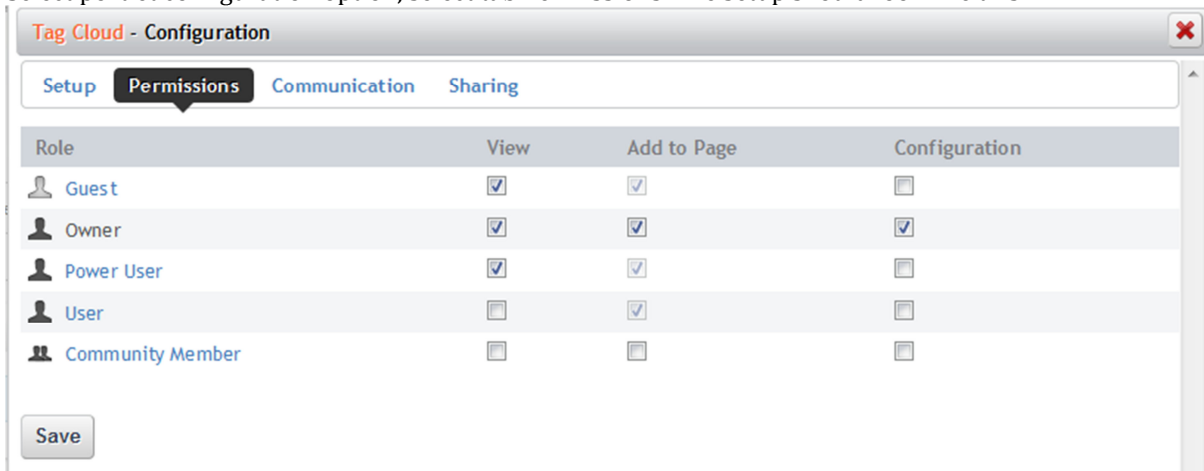 Tag Cloud - Configuration
Setup Permissions Communication Sharing
Role View Add to Page Configuration
Guest
Owner
Power User
User
Community Member
Save